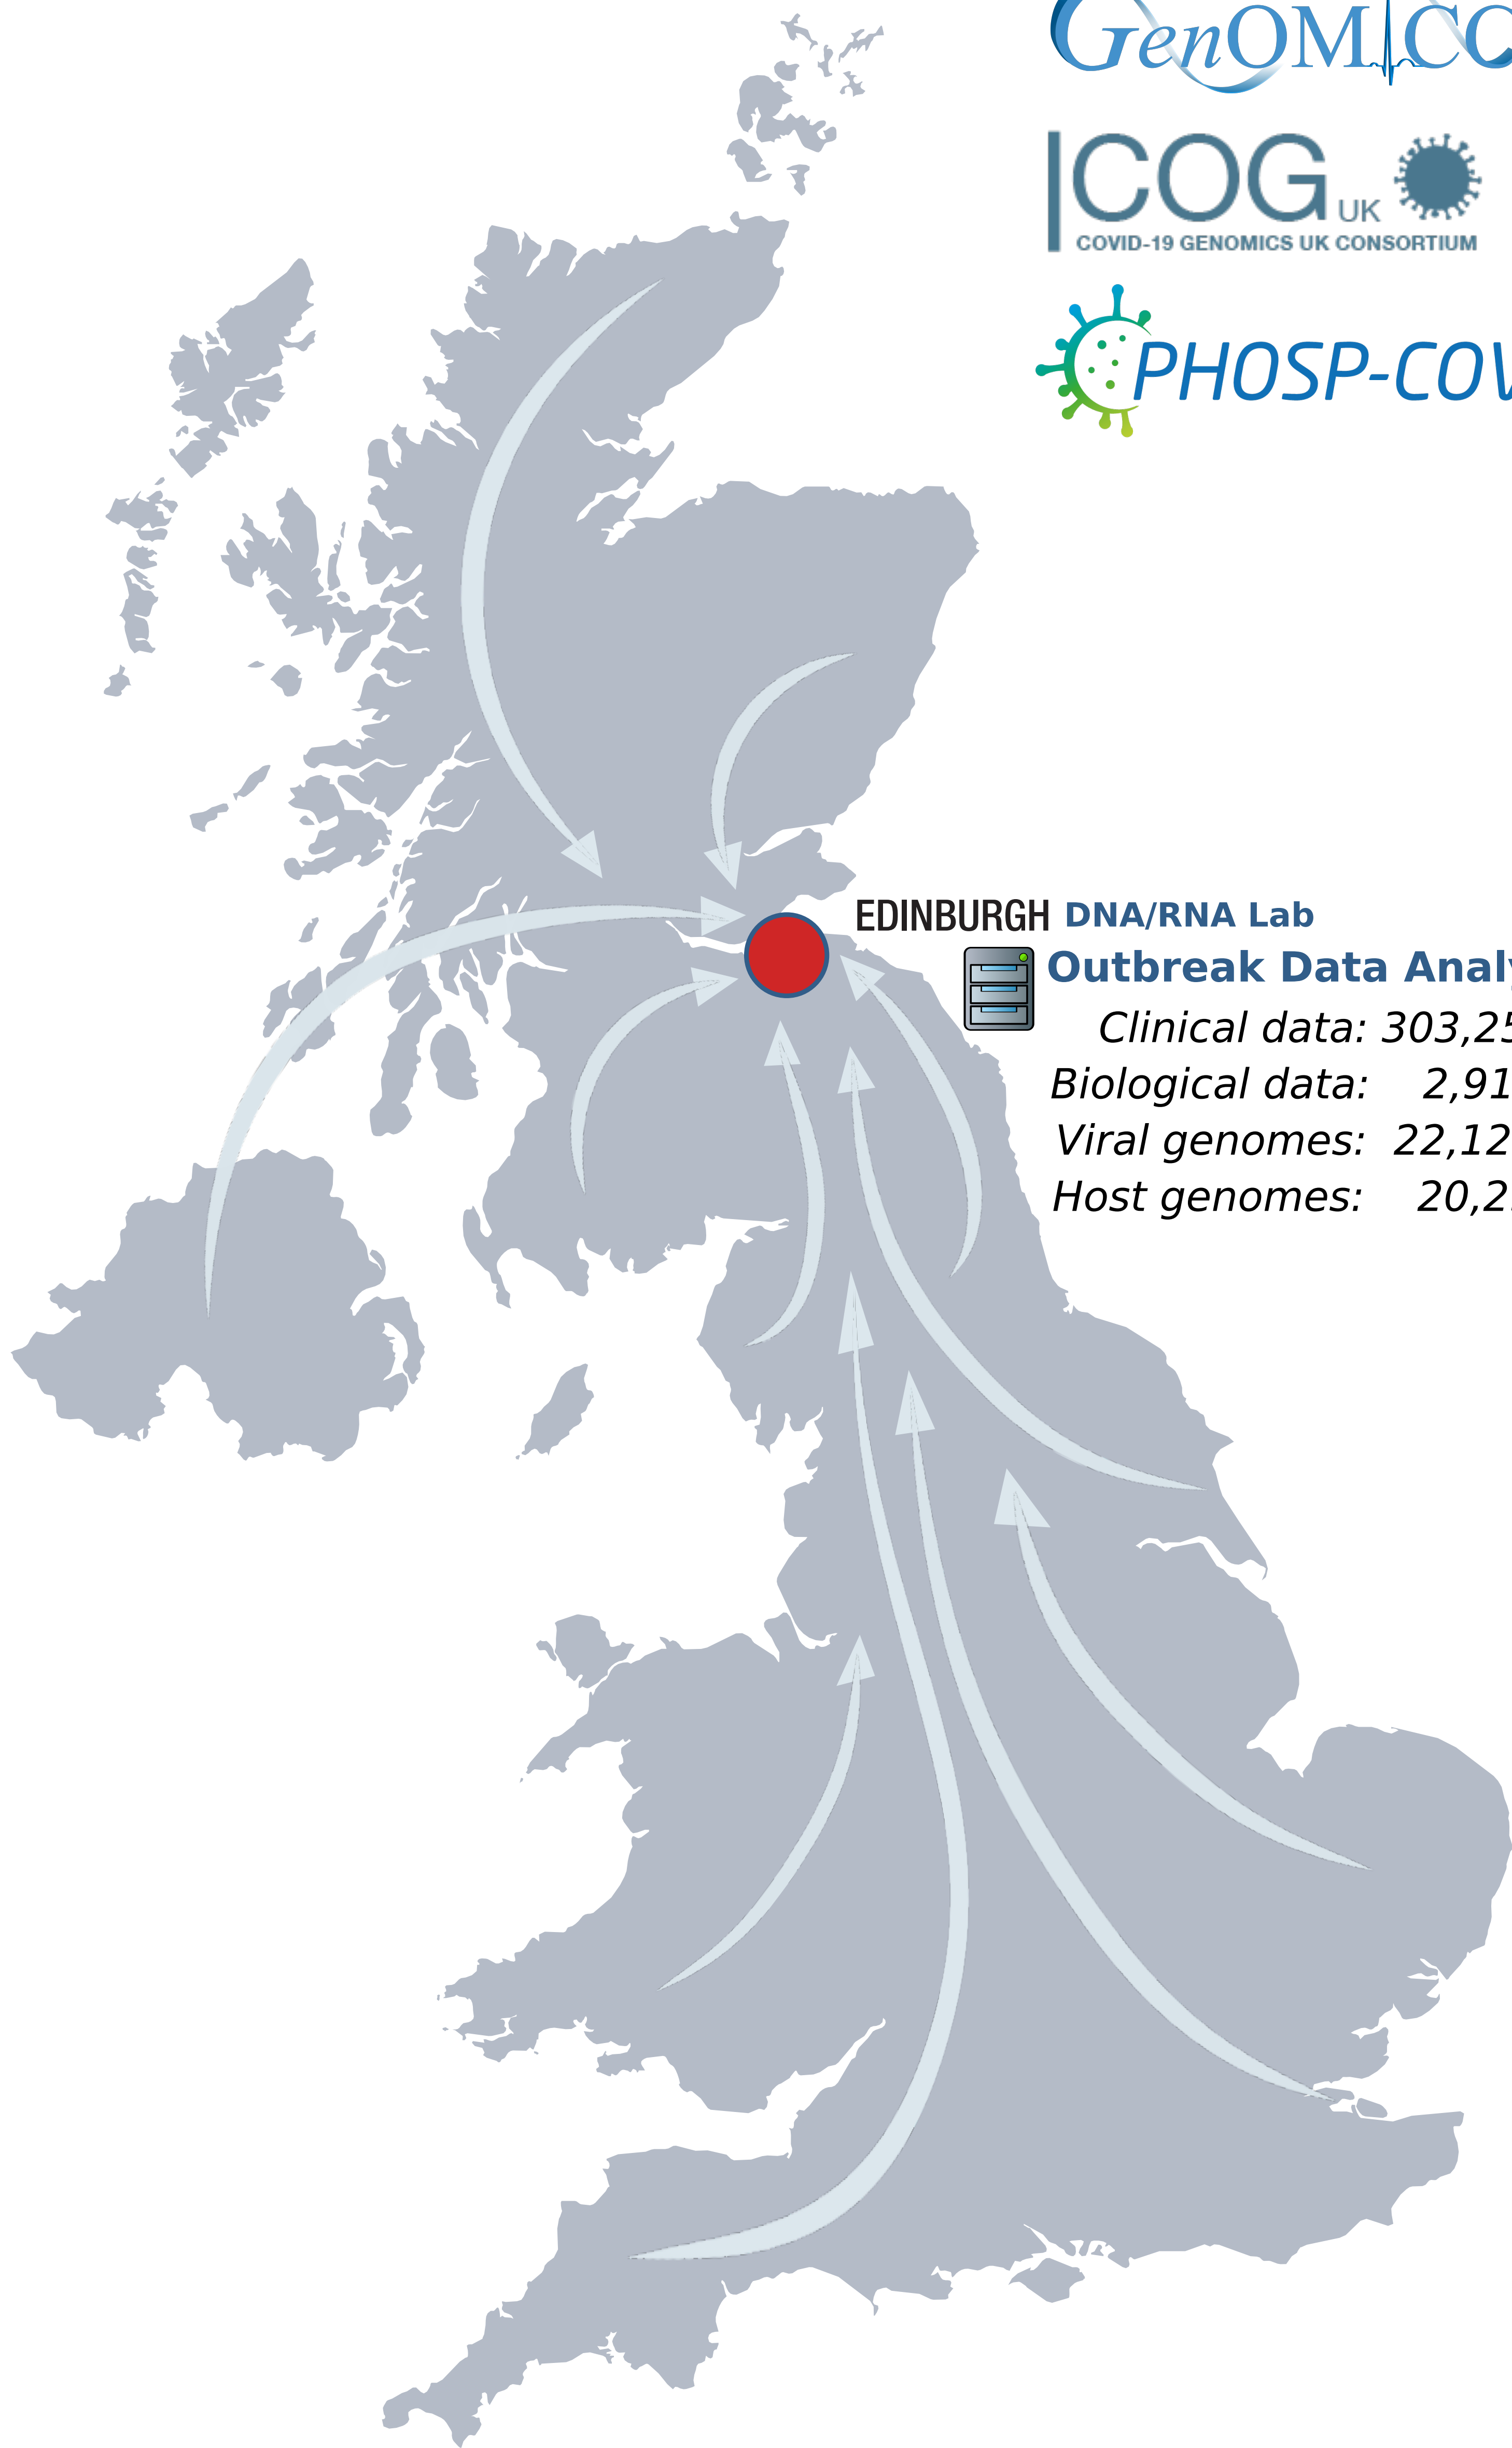 GenOMICC
COG UK
COVID-19 GENOMICS UK CONSORTIUM
PHOSP-COV
EDINBURGH DNA/RNA Lab
Outbreak Data Analy
Clinical data: 303,25
Biological data: 2,91
Viral genomes: 22,12
Host genomes: 20,2